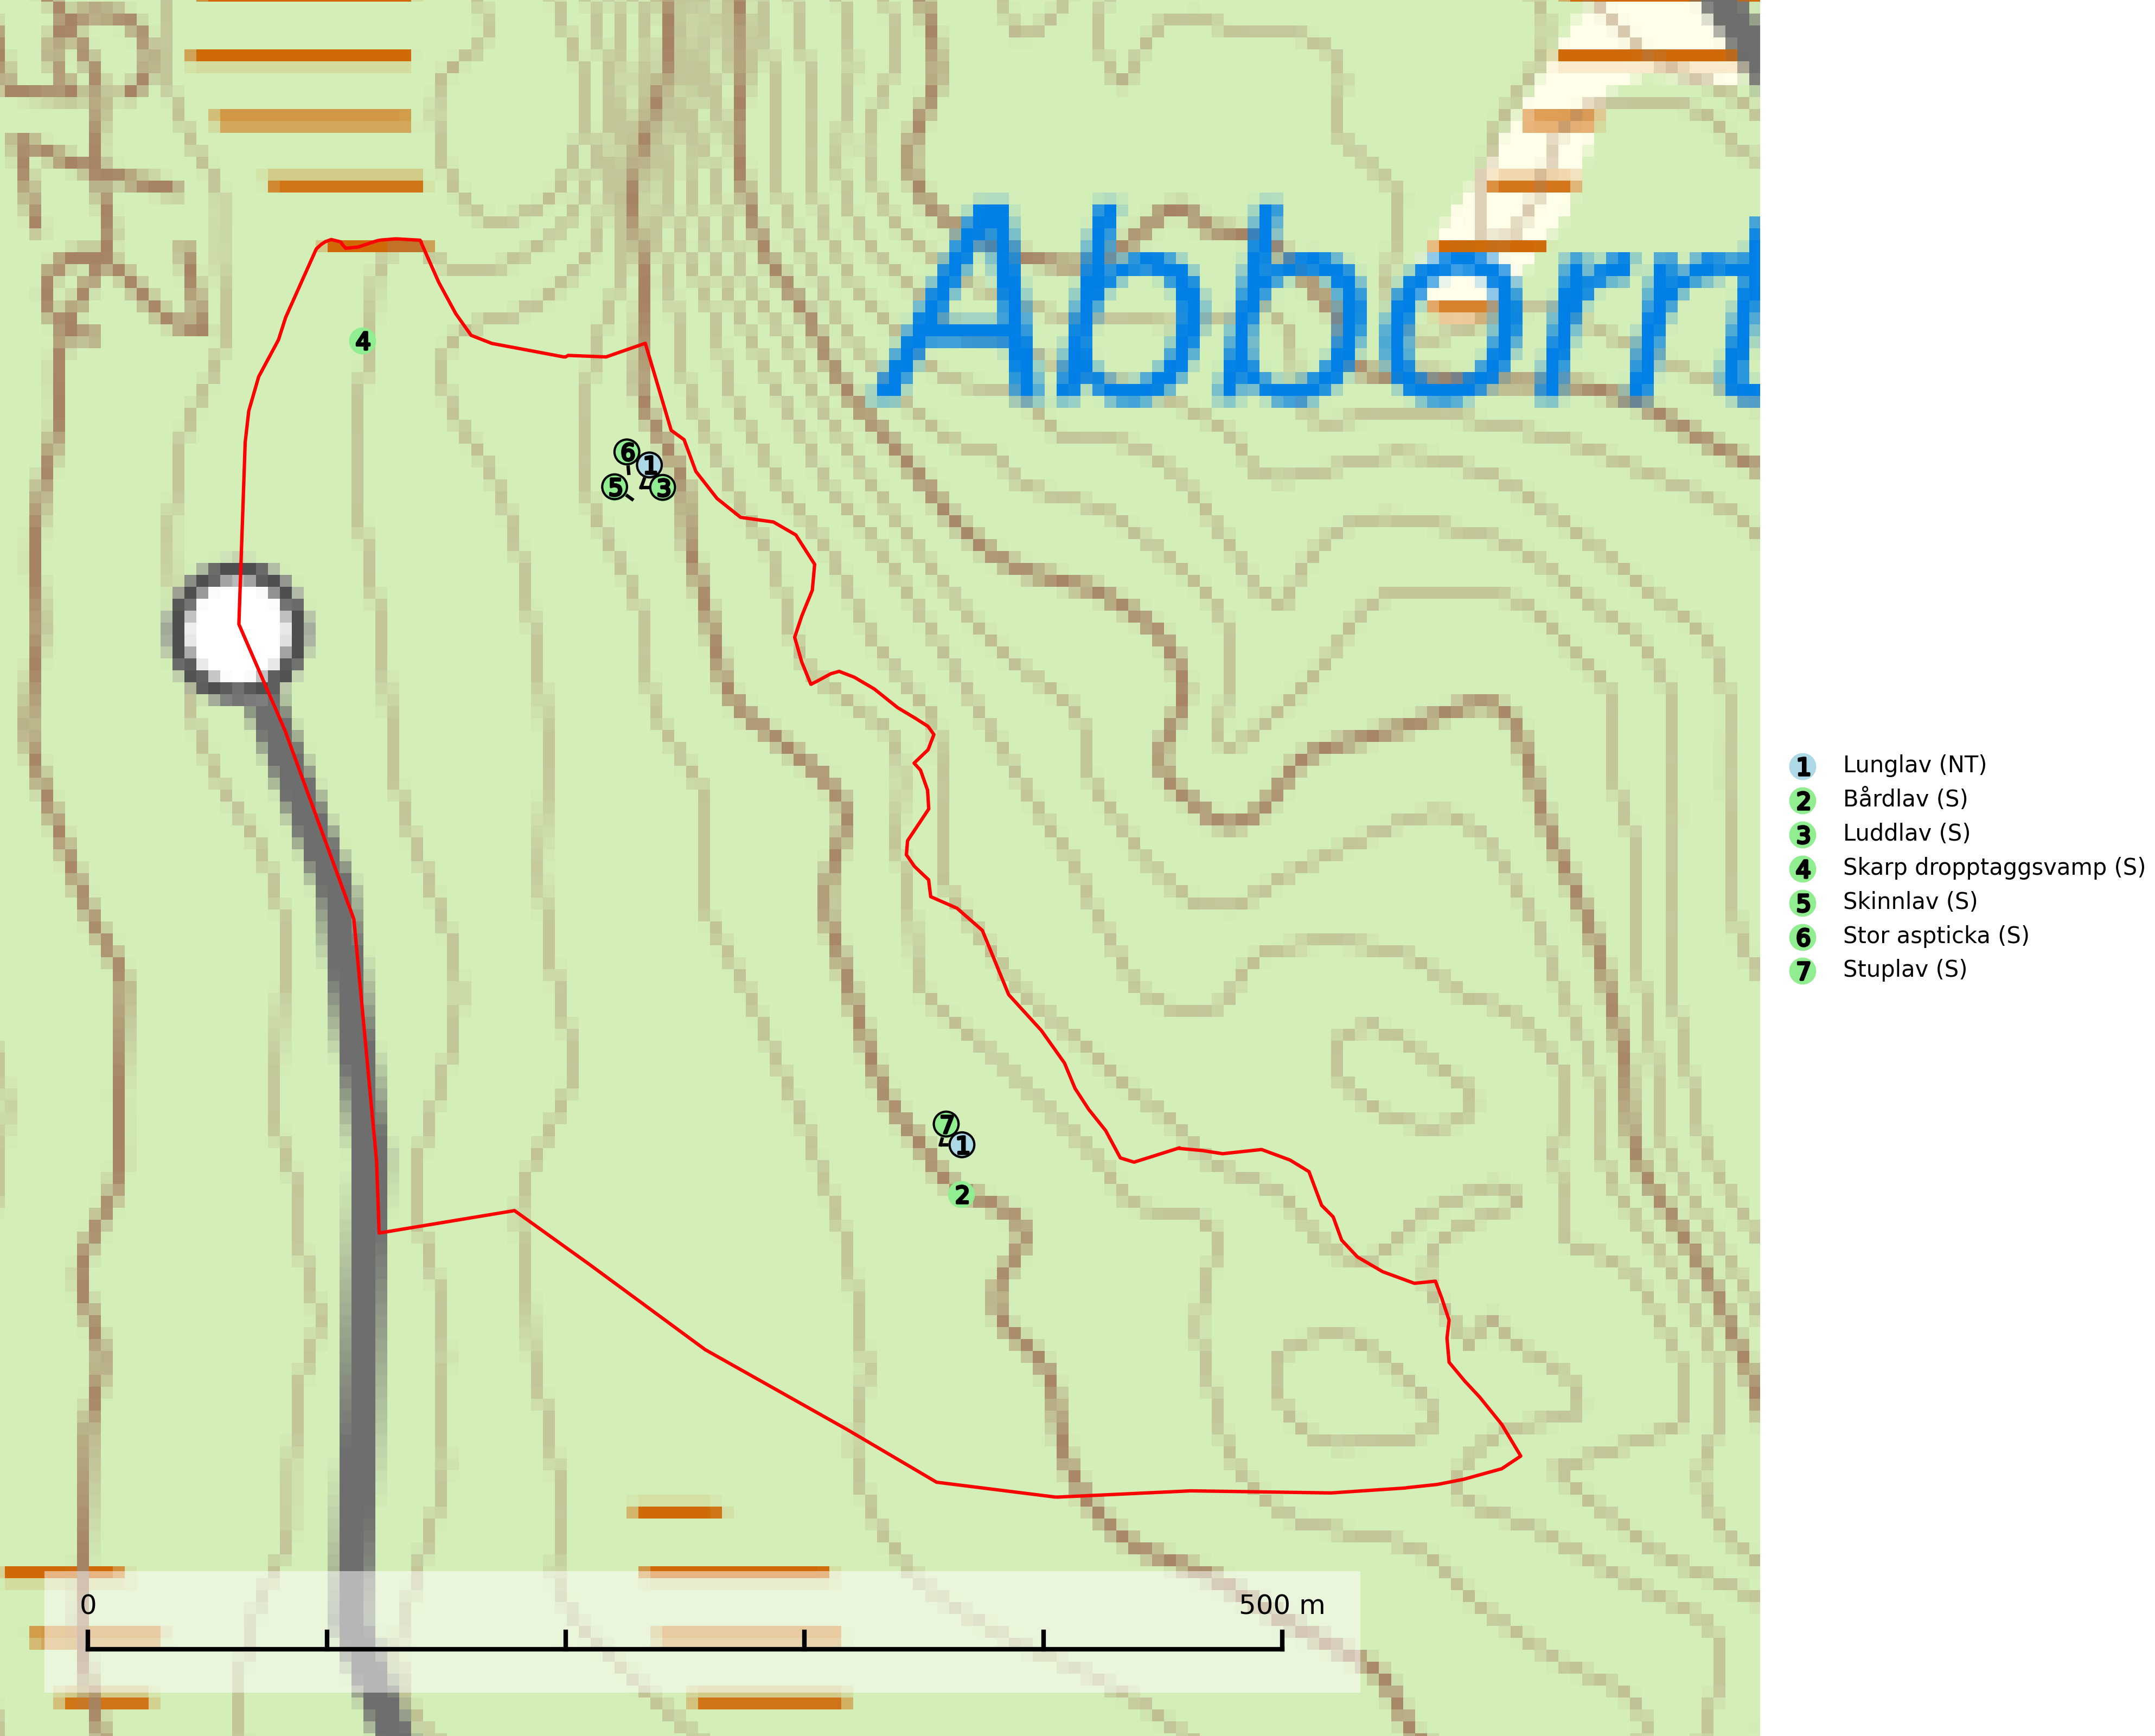 Abborr
4
6
1
5
3
7
1
2
1 Lunglav (NT)
2 Bårdlav (S)
3 Luddlav (S)
4 Skarp dropptaggsvamp (S)
5 Skinnlav (S)
6 Stor aspticka (S)
7 Stuplav (S)
0 500 m